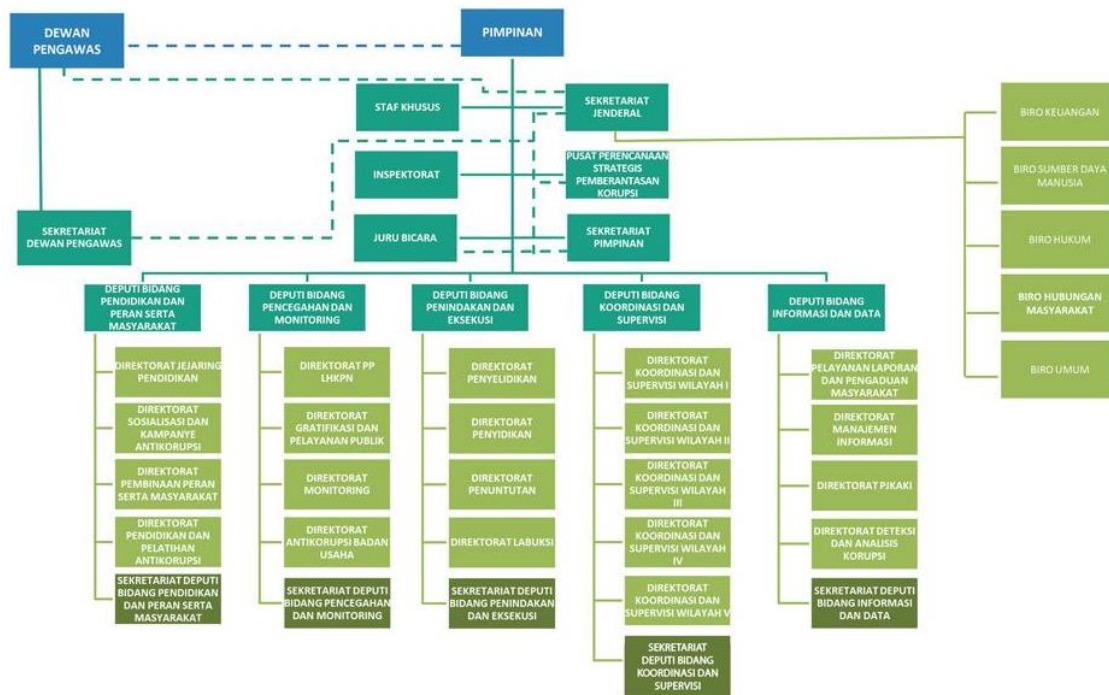 DEWAN
PENGAWAS
PIMPINAN
STAF KHUSUS
SEKRETARIAT
JENDERAL
INSPEKTORAT
PUSAT PERENCANAAN
STRATEGIS
PEMBERANTASAN
KORUPSI
SEKRETARIAT
DEWAN PENGAWAS
JURU BICARA
SEKRETARIAT
PIMPINAN
BIRO KEUANGAN
BIRO SUMBER DAYA
MANUSIA
BIRO HUKUM
BIRO HUBUNGAN
MASYARAKAT
BIRO UMUM
DEPUTI BIDANG
PENDIDIKAN DAN
PERAN SERTA
MASYARAKAT
DIREKTORAT JEJARING
PENDIDIKAN
DIREKTORAT
SOSIALISASI DAN
KAMPANYE
ANTIKORUPSI
DIREKTORAT
PEMBINAAN PERAN
SERTA MASYARAKAT
DIREKTORAT
PENDIDIKAN DAN
PELATIHAN
ANTIKORUPSI
SEKRETARIAT DEPUTI
BIDANG PENDIDIKAN
DAN PERAN SERTA
MASYARAKAT
DEPUTI BIDANG
PENCEGAHAN DAN
MONITORING
DIREKTORAT PP
LHKPN
DIREKTORAT
GRATIFIKASI DAN
PELAYANAN PUBLIK
DIREKTORAT
MONITORING
DIREKTORAT
ANTIKORUPSI BADAN
USAHA
SEKRETARIAT DEPUTI
BIDANG PENCEGAHAN
DAN MONITORING
DEPUTI BIDANG
PENINDAKAN DAN
EKSEKUSI
DIREKTORAT
PENYELIDIKAN
DIREKTORAT
PENYIDIKAN
DIREKTORAT
PENUNTUTAN
DIREKTORAT LABUKSI
SEKRETARIAT DEPUTI
BIDANG PENINDAKAN
DAN EKSEKUSI
DEPUTI BIDANG
KOORDINASI DAN
SUPERVISI
DIREKTORAT
KOORDINASI DAN
SUPERVISI WILAYAH I
DIREKTORAT
KOORDINASI DAN
SUPERVISI WILAYAH II
DIREKTORAT
KOORDINASI DAN
SUPERVISI WILAYAH
III
DIREKTORAT
KOORDINASI DAN
SUPERVISI WILAYAH
IV
DIREKTORAT
KOORDINASI DAN
SUPERVISI WILAYAH V
SEKRETARIAT
DEPUTI BIDANG
KOORDINASI DAN
SUPERVISI
DEPUTI BIDANG
INFORMASI DAN DATA
DIREKTORAT
PELAYANAN LAPORAN
DAN PENGADUAN
MASYARAKAT
DIREKTORAT
MANAJEMEN
INFORMASI
DIREKTORAT PJKAKI
DIREKTORAT DETEKSI
DAN ANALISIS
KORUPSI
SEKRETARIAT DEPUTI
BIDANG INFORMASI
DAN DATA